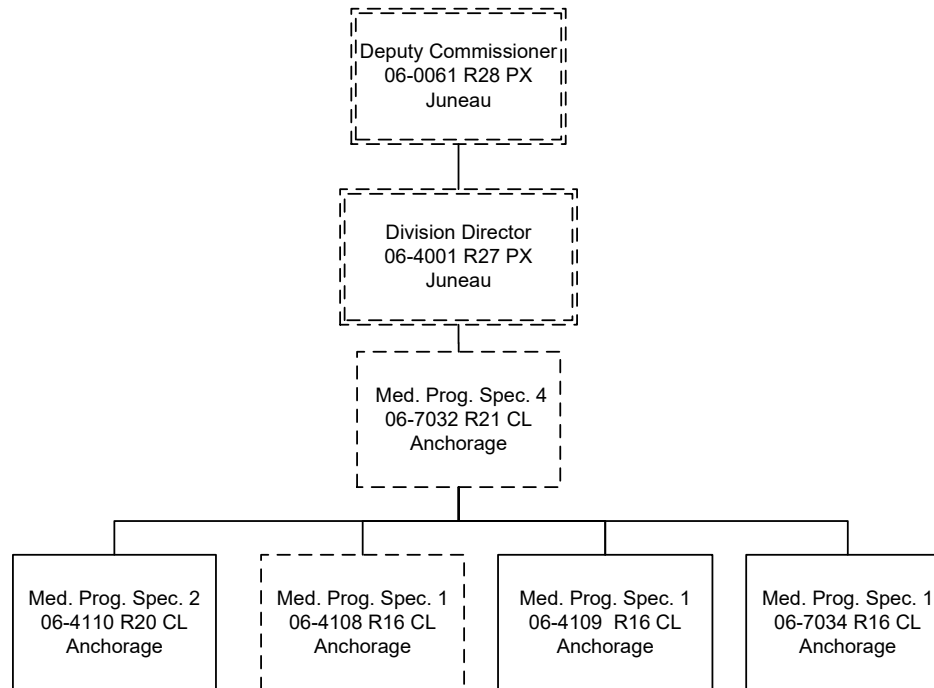 Deputy Commissioner
06-0061 R28 PX
Juneau
Division Director
06-4001 R27 PX
Juneau
Med. Prog. Spec. 4
06-7032 R21 CL
Anchorage
Med. Prog. Spec. 2
06-4110 R20 CL
Anchorage
Med. Prog. Spec. 1
06-4108 R16 CL
Anchorage
Med. Prog. Spec. 1
06-4109  R16 CL
Anchorage
Med. Prog. Spec. 1
06-7034 R16 CL
Anchorage